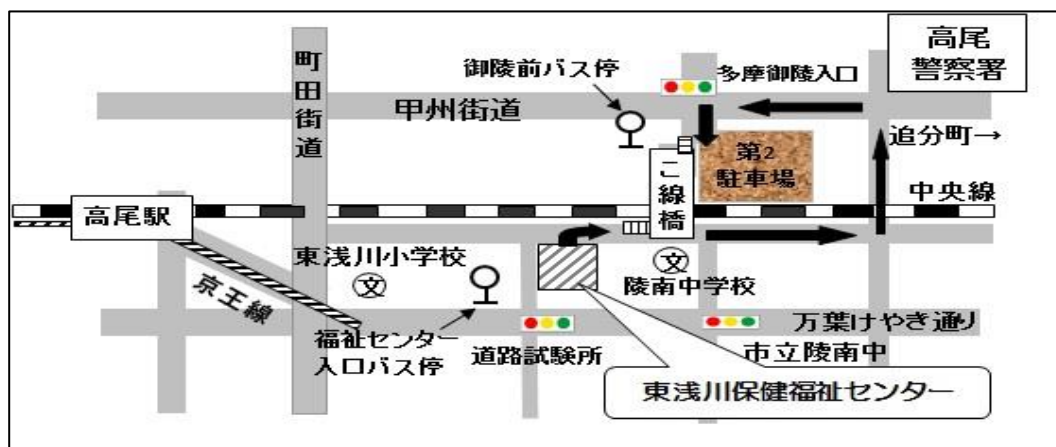 高尾
警察署
町田街道
御陵前バス停
多摩御陵入口
甲州街道
追分町→
第2
駐車場
こ線橋
中央線
高尾駅
東浅川小学校
文
文
陵南中学校
京王線
福祉センター
入口バス停
道路試験所
万葉けやき通り
市立陵南中
東浅川保健福祉センター